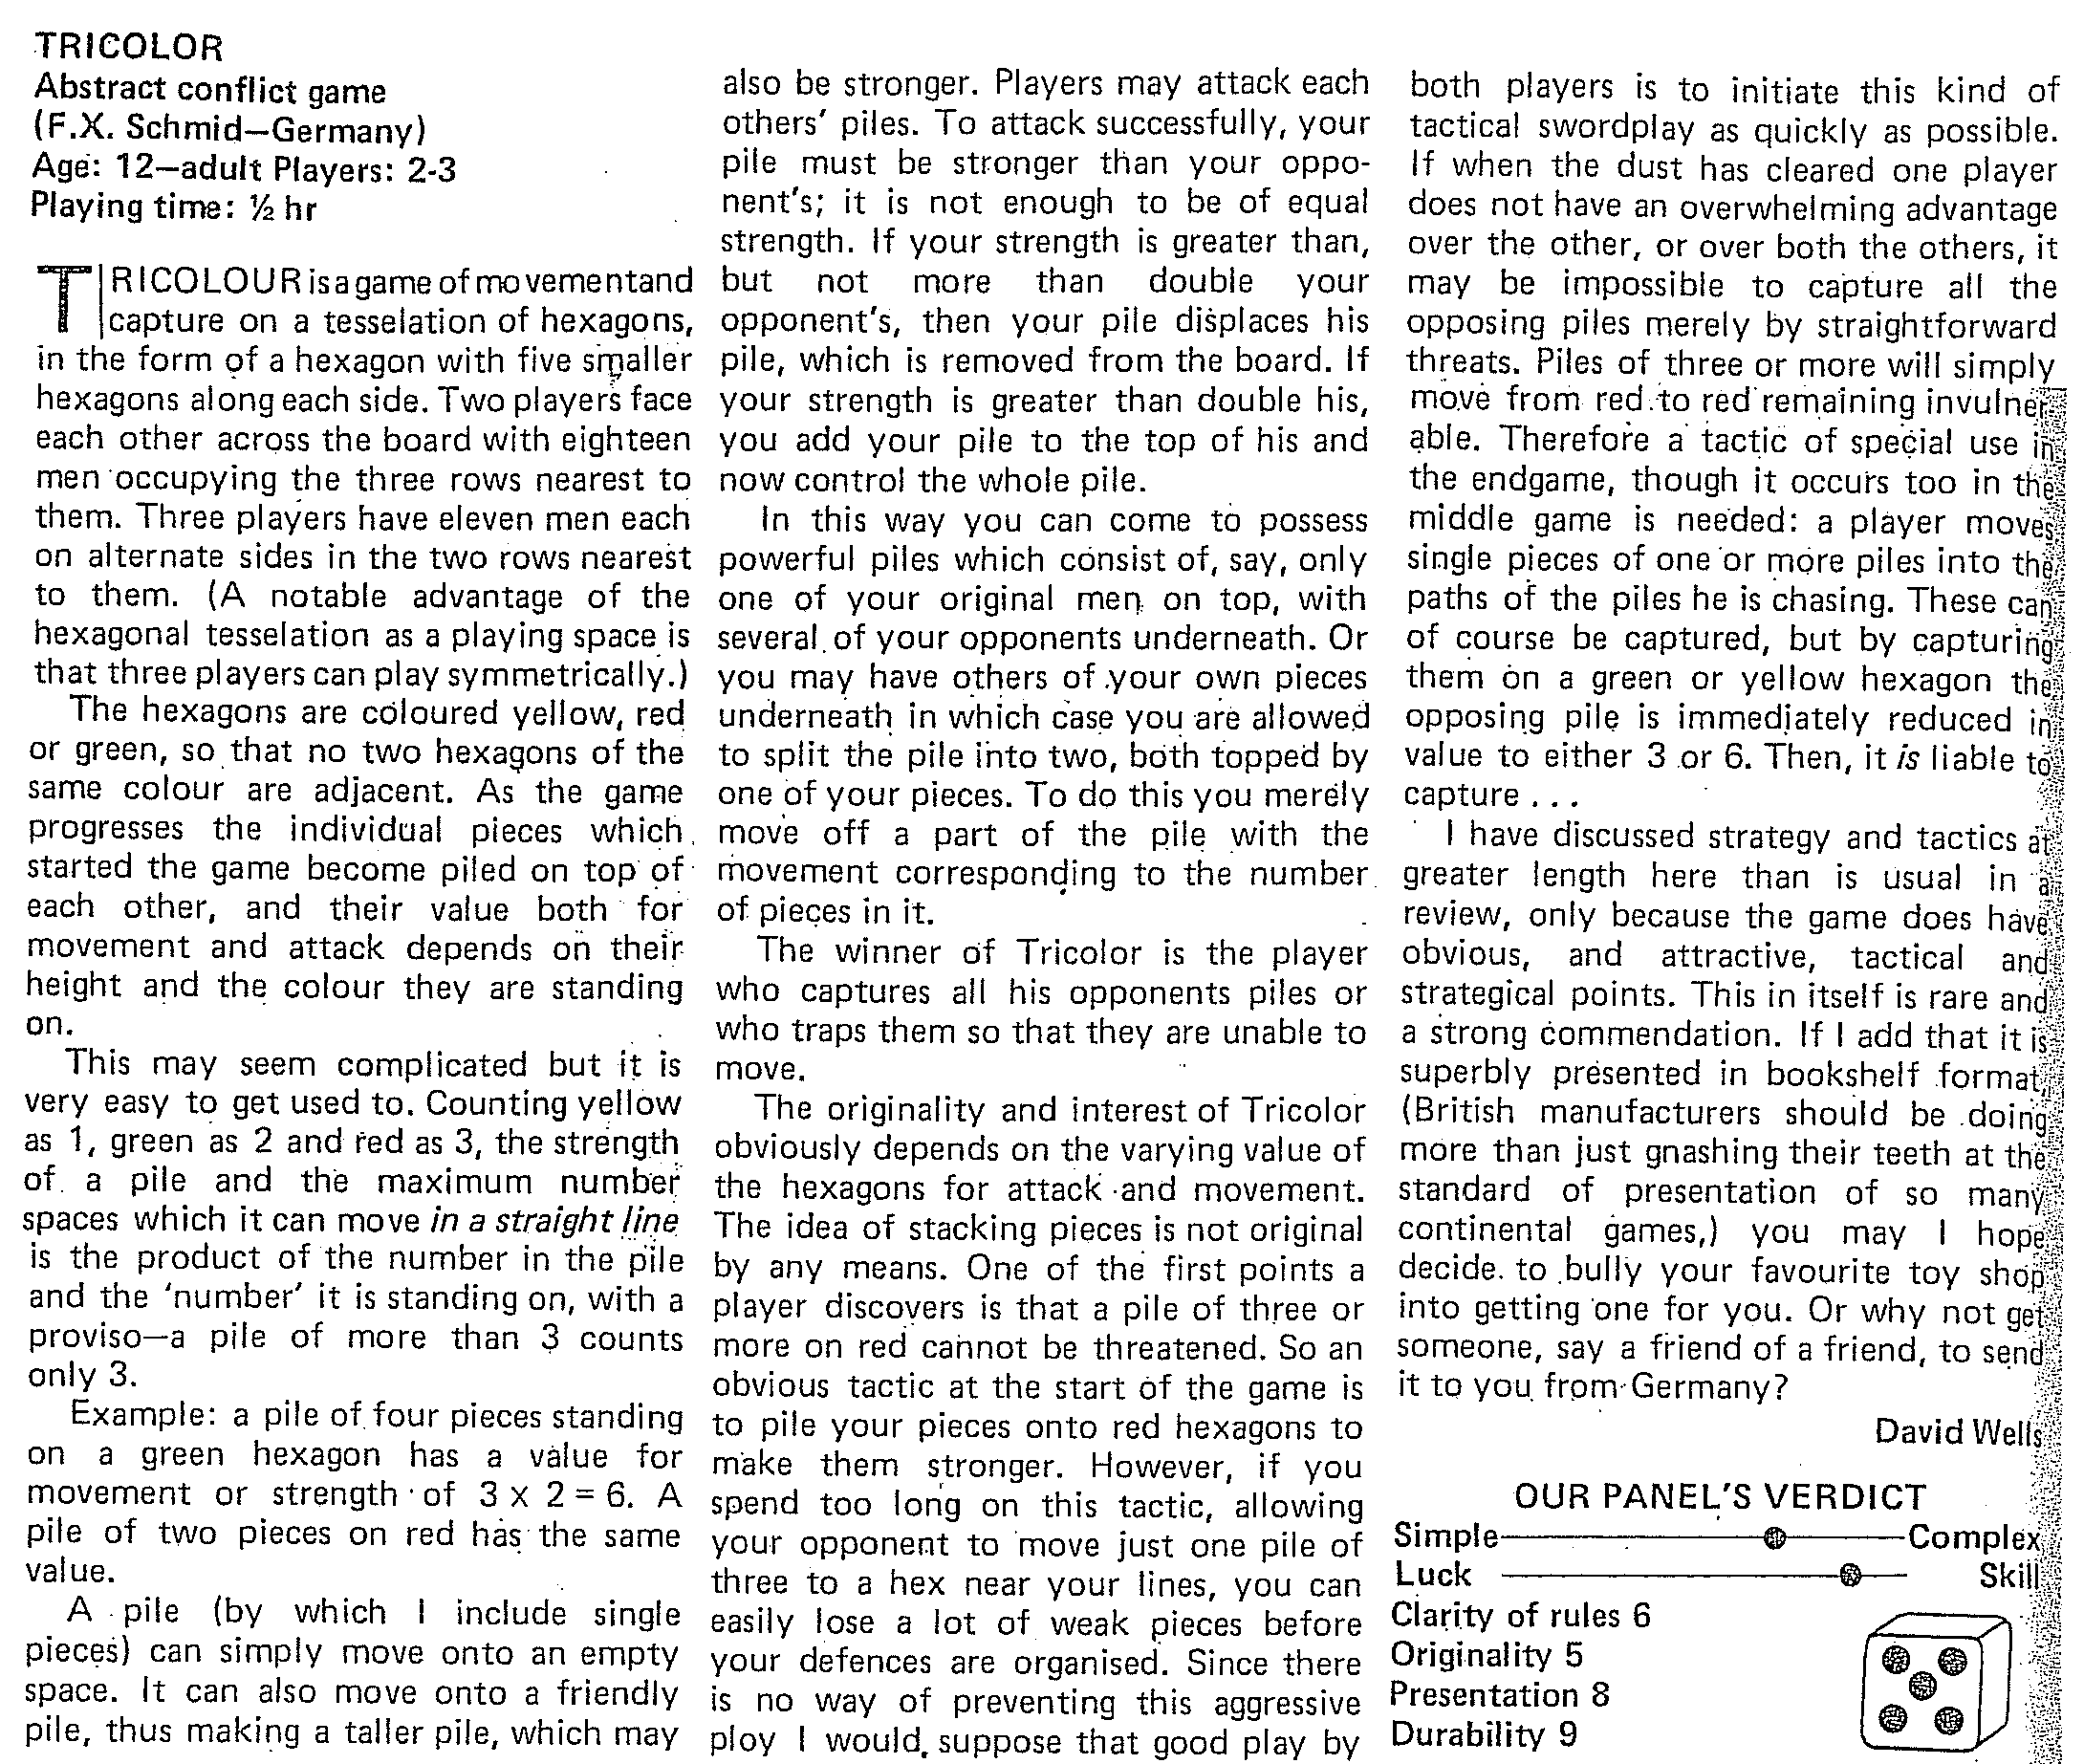 TRICOLOR
Abstract conflict game
(F.X. Schmid—Germany)
Age: 12—adult Players: 2-3
Playing time: ½ hr
TRICOLOUR is a game of movement and
capture on a tesselation of hexagons,
in the form of a hexagon with five smaller
hexagons along each side. Two players face
each other across the board with eighteen
men occupying the three rows nearest to
them. Three players have eleven men each
on alternate sides in the two rows nearest
to them. (A notable advantage of the
hexagonal tesselation as a playing space is
that three players can play symmetrically.)
The hexagons are coloured yellow, red
or green, so that no two hexagons of the
same colour are adjacent. As the game
progresses the individual pieces which
started the game become piled on top of
each other, and their value both for
movement and attack depends on their
height and the colour they are standing
on.
This may seem complicated but it is
very easy to get used to. Counting yellow
as 1, green as 2 and red as 3, the strength
of a pile and the maximum number
spaces which it can move in a straight line
is the product of the number in the pile
and the 'number' it is standing on, with a
proviso—a pile of more than 3 counts
only 3.
Example: a pile of four pieces standing
on a green hexagon has a value for
movement or strength of 3 x 2 = 6. A
pile of two pieces on red has the same
value.
A pile (by which I include single
pieces) can simply move onto an empty
space. It can also move onto a friendly
pile, thus making a taller pile, which may
also be stronger. Players may attack each
others' piles. To attack successfully, your
pile must be stronger than your oppo-
nent's; it is not enough to be of equal
strength. If your strength is greater than,
but not more than double your
opponent's, then your pile displaces his
pile, which is removed from the board. If
your strength is greater than double his,
you add your pile to the top of his and
now control the whole pile.
In this way you can come to possess
powerful piles which consist of, say, only
one of your original men on top, with
several of your opponents underneath. Or
you may have others of your own pieces
underneath in which case you are allowed
to split the pile into two, both topped by
one of your pieces. To do this you merely
move off a part of the pile with the
movement corresponding to the number
of pieces in it.
The winner of Tricolor is the player
who captures all his opponents piles or
who traps them so that they are unable to
move.
The originality and interest of Tricolor
obviously depends on the varying value of
the hexagons for attack and movement.
The idea of stacking pieces is not original
by any means. One of the first points a
player discovers is that a pile of three or
more on red cannot be threatened. So an
obvious tactic at the start of the game is
to pile your pieces onto red hexagons to
make them stronger. However, if you
spend too long on this tactic, allowing
your opponent to move just one pile of
three to a hex near your lines, you can
easily lose a lot of weak pieces before
your defences are organised. Since there
is no way of preventing this aggressive
ploy I would suppose that good play by
both players is to initiate this kind of
tactical swordplay as quickly as possible.
If when the dust has cleared one player
does not have an overwhelming advantage
over the other, or over both the others, it
may be impossible to capture all the
opposing piles merely by straightforward
threats. Piles of three or more will simply
move from red to red remaining invulner-
able. Therefore a tactic of special use in
the endgame, though it occurs too in the
middle game is needed: a player moves
single pieces of one or more piles into the
paths of the piles he is chasing. These can
of course be captured, but by capturing
them on a green or yellow hexagon the
opposing pile is immediately reduced in
value to either 3 or 6. Then, it is liable to
capture . . .
I have discussed strategy and tactics at
greater length here than is usual in a
review, only because the game does have
obvious, and attractive, tactical and
strategical points. This in itself is rare and
a strong commendation. If I add that it is
superbly presented in bookshelf format,
(British manufacturers should be doing
more than just gnashing their teeth at the
standard of presentation of so many
continental games,) you may I hope
decide to bully your favourite toy shop
into getting one for you. Or why not get
someone, say a friend of a friend, to send
it to you from Germany?
David Wells
OUR PANEL'S VERDICT
Simple Complex
Luck Skill
Clarity of rules 6
Originality 5
Presentation 8
Durability 9